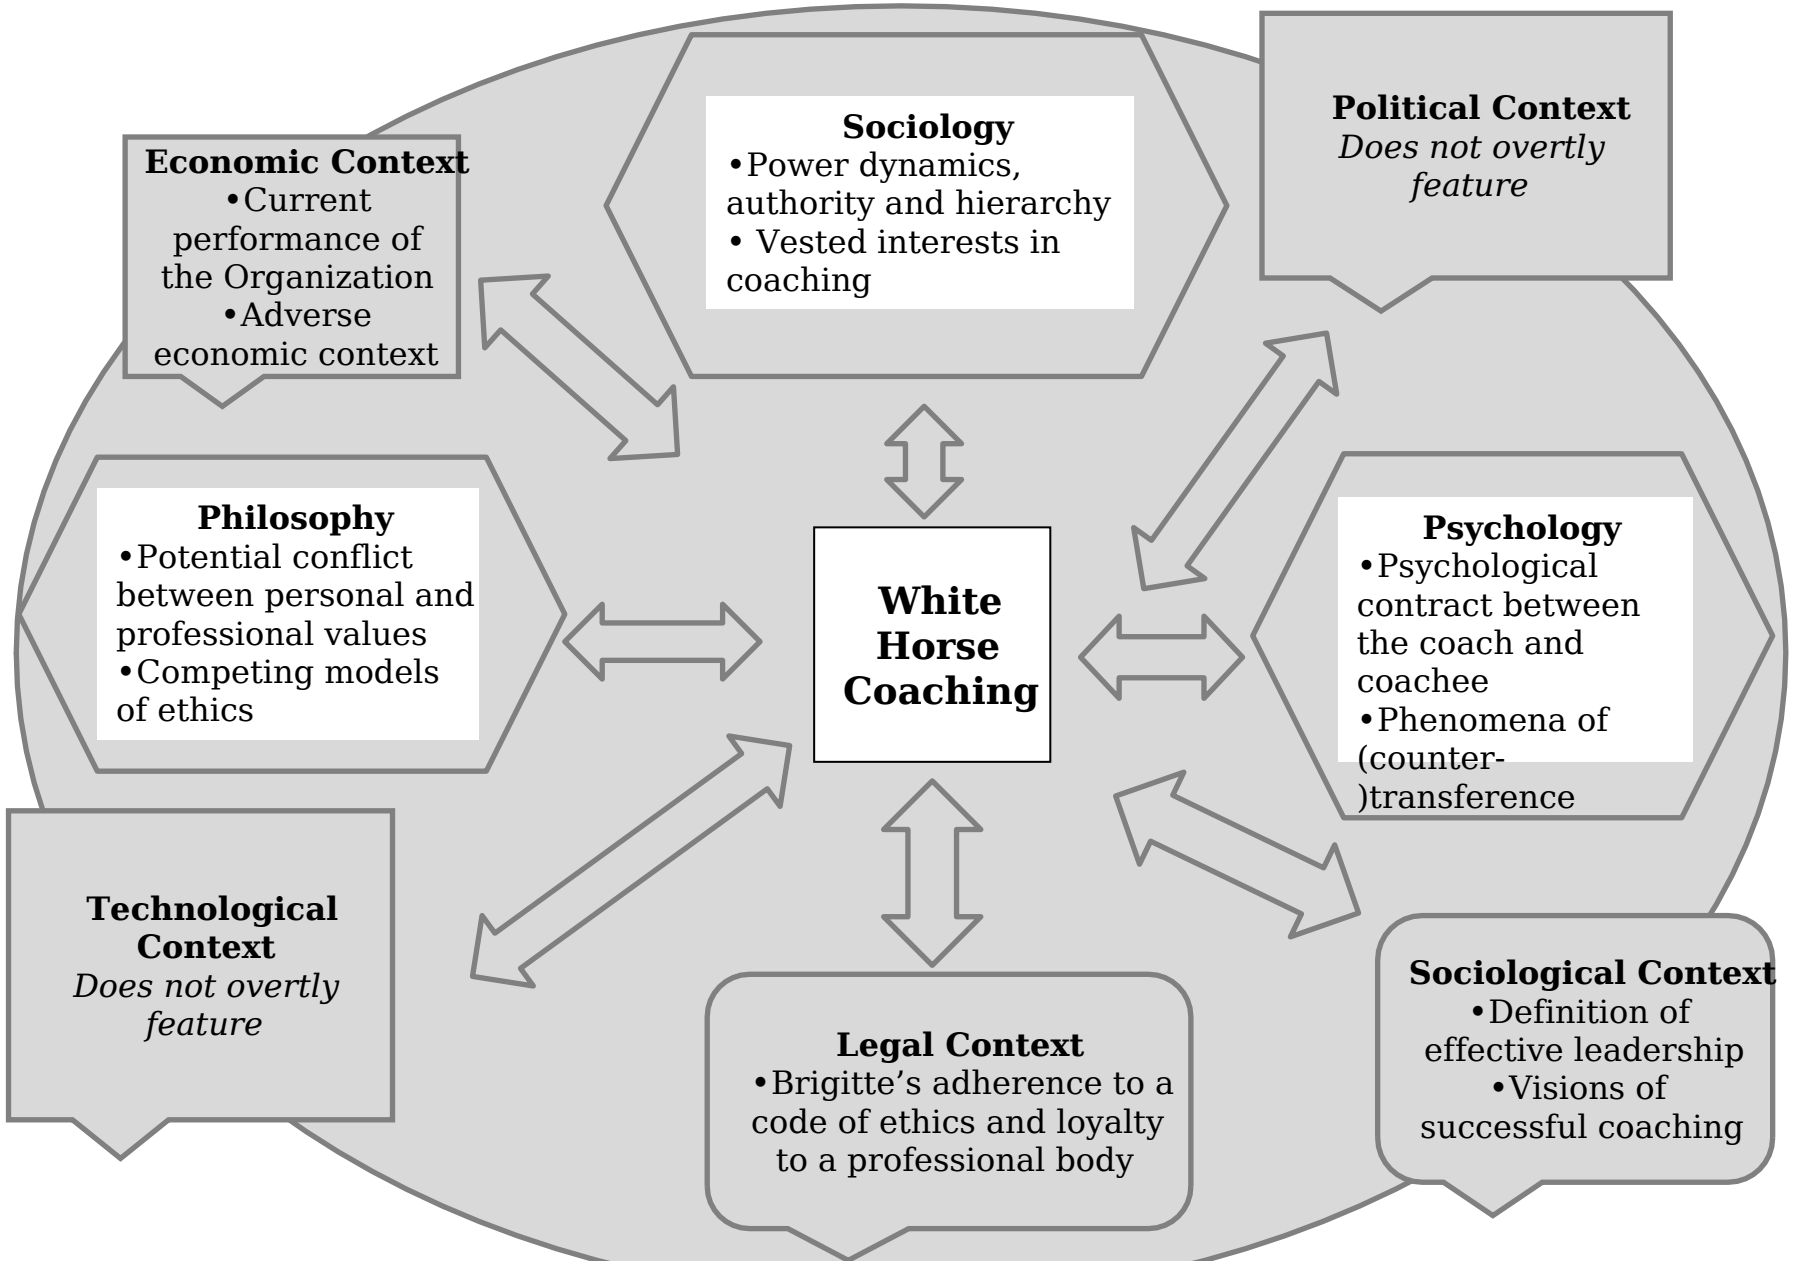 Sociology
•Power dynamics,
authority and hierarchy
• Vested interests in
coaching
Political Context
Does not overtly
feature
Economic Context
•Current
performance of
the Organization
•Adverse
economic context
Philosophy
•Potential conflict
between personal and
professional values
•Competing models
of ethics
White
Horse
Coaching
Psychology
•Psychological
contract between
the coach and
coachee
•Phenomena of
(counter-
)transference
Technological
Context
Does not overtly
feature
Legal Context
•Brigitte’s adherence to a
code of ethics and loyalty
to a professional body
Sociological Context
•Definition of
effective leadership
•Visions of
successful coaching